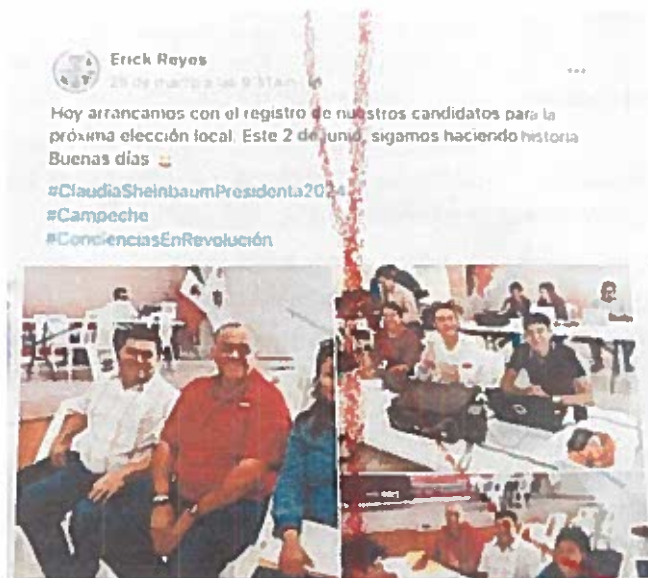 Erick Reyes
Hoy arrancamos con el registro de nuestros candidatos para la
próxima elección local. Este 2 de junio, sigamos haciendo historia
Buenas días
#ClaudiaSheinbaumPresidenta2024
#Campeche
#ConcienciasEnRevolución